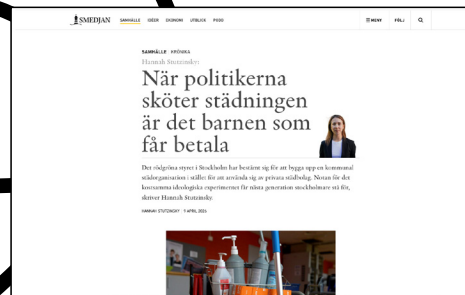 SMEDJAN SAMHÄLLE IDÉER EKONOMI UTBLICK PODD MENY FÖLJ
SAMHÄLLE KRÖNIKA
Hannah Stutzinsky:
När politikerna
sköter städningen
är det barnen som
får betala
Det rödgröna styret i Stockholm har bestämt sig för att bygga upp en kommunal
städorganisation i stället för att använda sig av privata städbolag. Notan för det
kostsamma ideologiska experimentet får nästa generation stockholmare stå för,
skriver Hannah Stutzinsky.
HANNAH STUTZINSKY 9 APRIL, 2026